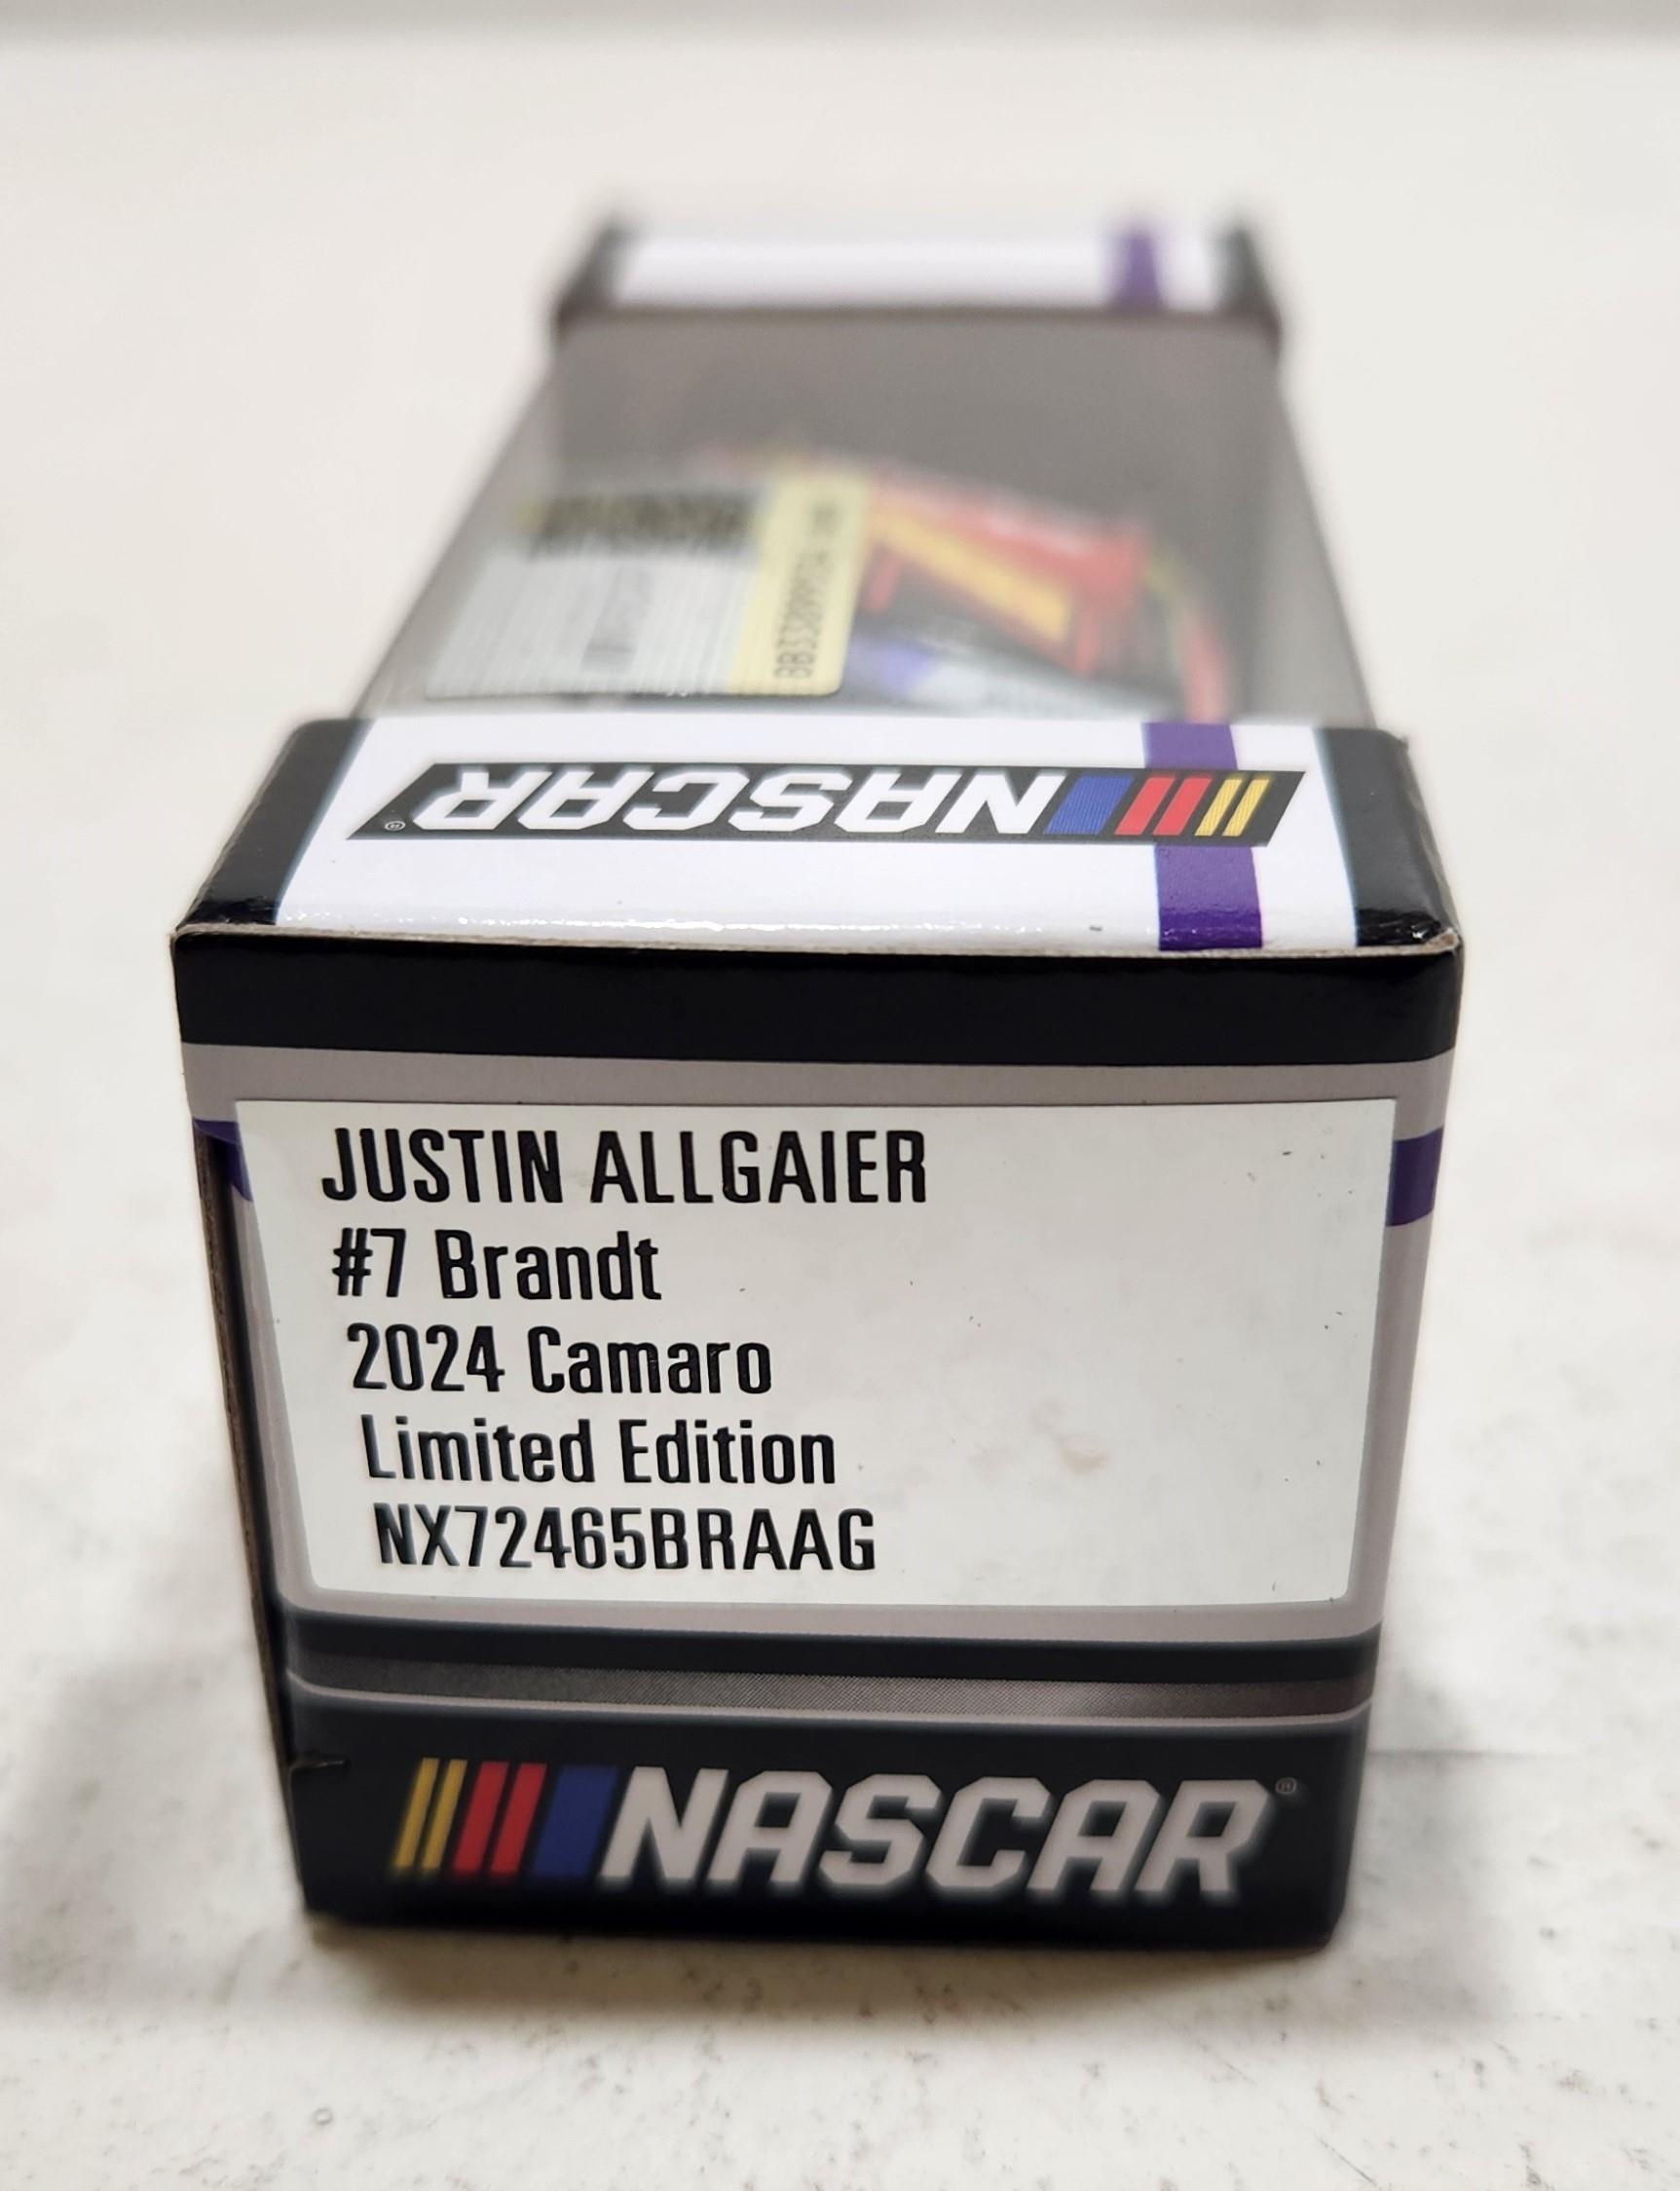 NASCAR®
JUSTIN ALLGAIER
#7 Brandt
2024 Camaro
Limited Edition
NX72465BRAAG
NASCAR®